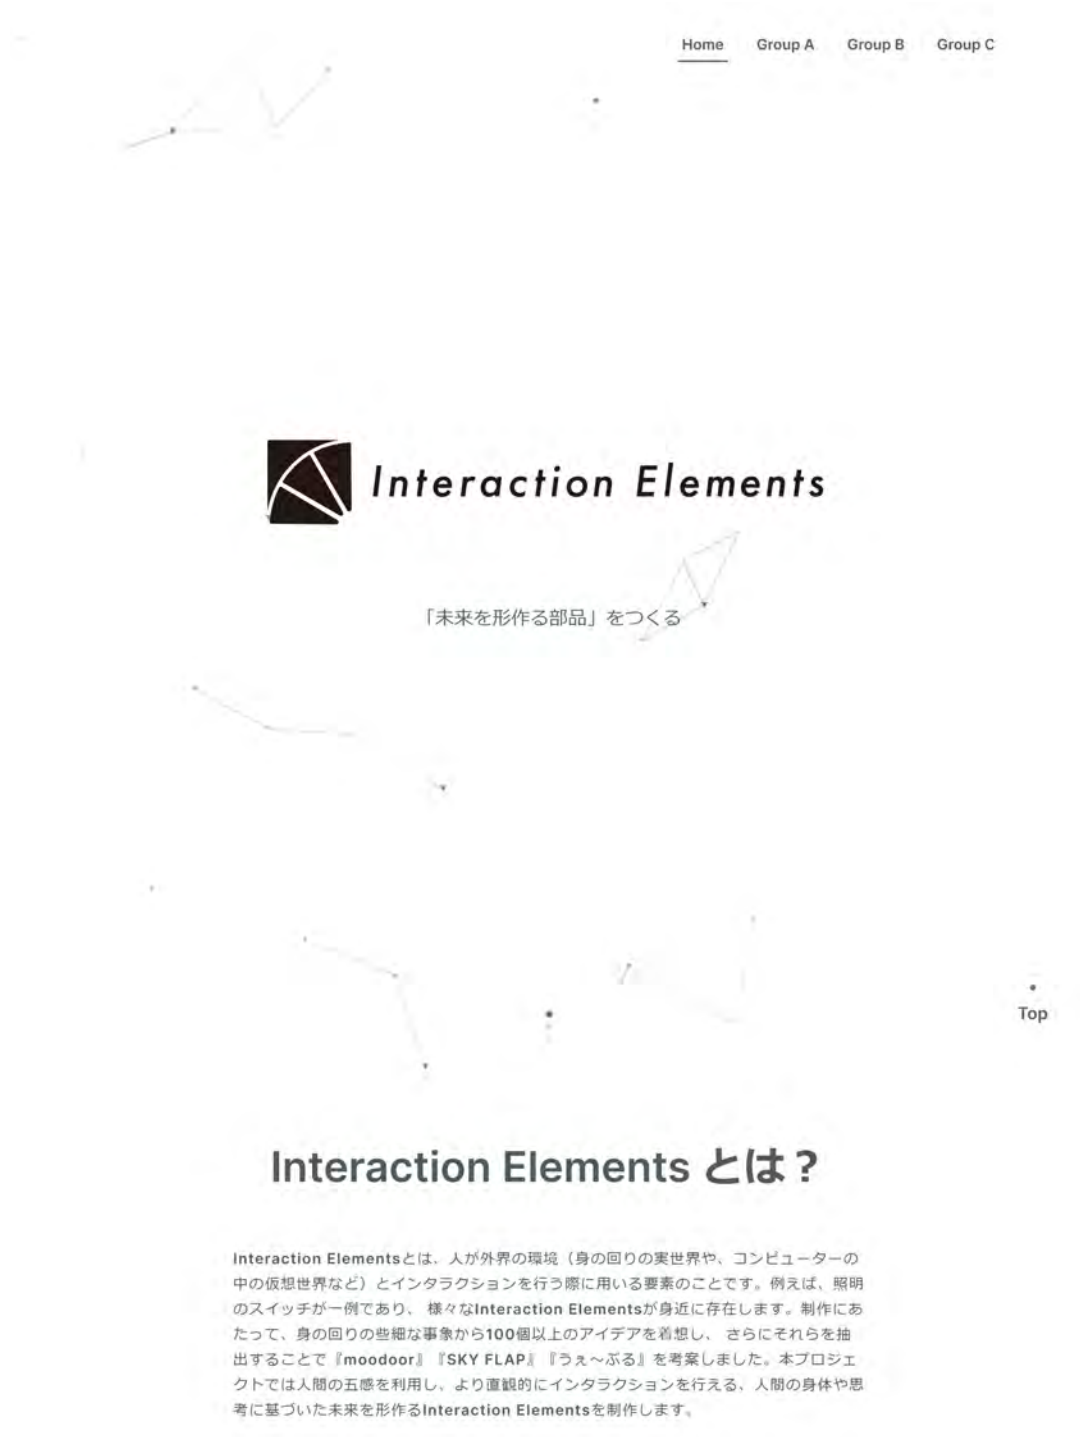 Home Group A Group B Group C
Interaction Elements
「未来を形作る部品」をつくる
Top
Interaction Elements とは？
Interaction Elementsとは、人が外界の環境（身の回りの実世界や、コンピューターの
中の仮想世界など）とインタラクションを行う際に用いる要素のことです。例えば、照明
のスイッチが一例であり、 様々なInteraction Elementsが身近に存在します。制作にあ
たって、身の回りの些細な事象から100個以上のアイデアを着想し、 さらにそれらを抽
出することで『moodoor』『SKY FLAP』『うぇ〜ぶる』を考案しました。本プロジェ
クトでは人間の五感を利用し、より直観的にインタラクションを行える、人間の身体や思
考に基づいた未来を形作るInteraction Elementsを制作します。